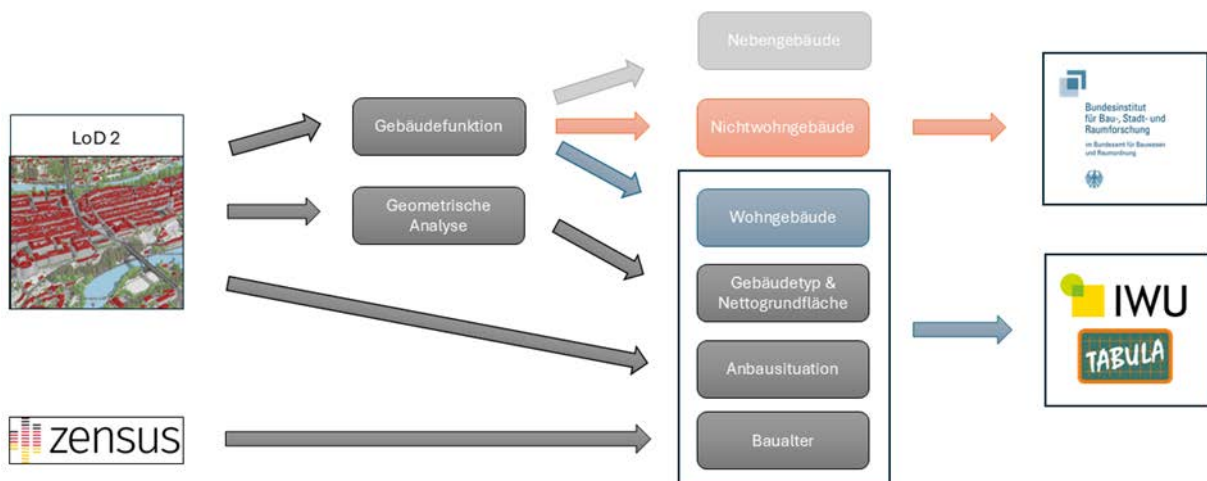 LoD 2
zensus
Gebäudefunktion
Geometrische
Analyse
Nebengebäude
Nichtwohngebäude
Wohngebäude
Gebäudetyp &
Nettogrundfläche
Anbausituation
Baualter
Bundesinstitut
für Bau-, Stadt- und
Raumforschung
im Bundesamt für Bauwesen
und Raumordnung
IWU
TABULA